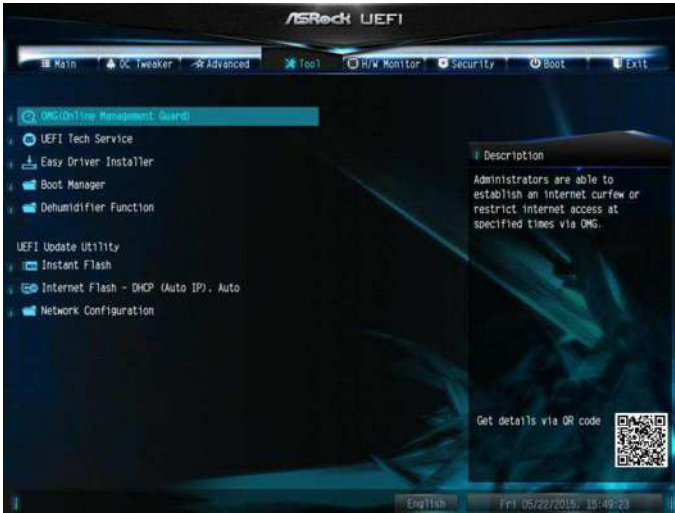 ASRock UEFI
Main OC Tweaker Advanced Tool H/W Monitor Security Boot Exit
OMG(Online Management Guard)
UEFI Tech Service
Easy Driver Installer
Boot Manager
Dehumidifier Function
UEFI Update Utility
Instant Flash
Internet Flash - DHCP (Auto IP), Auto
Network Configuration
Description
Administrators are able to
establish an internet curfew or
restrict internet access at
specified times via OMG.
Get details via QR code
English Fri 05/22/2015, 15:49:23